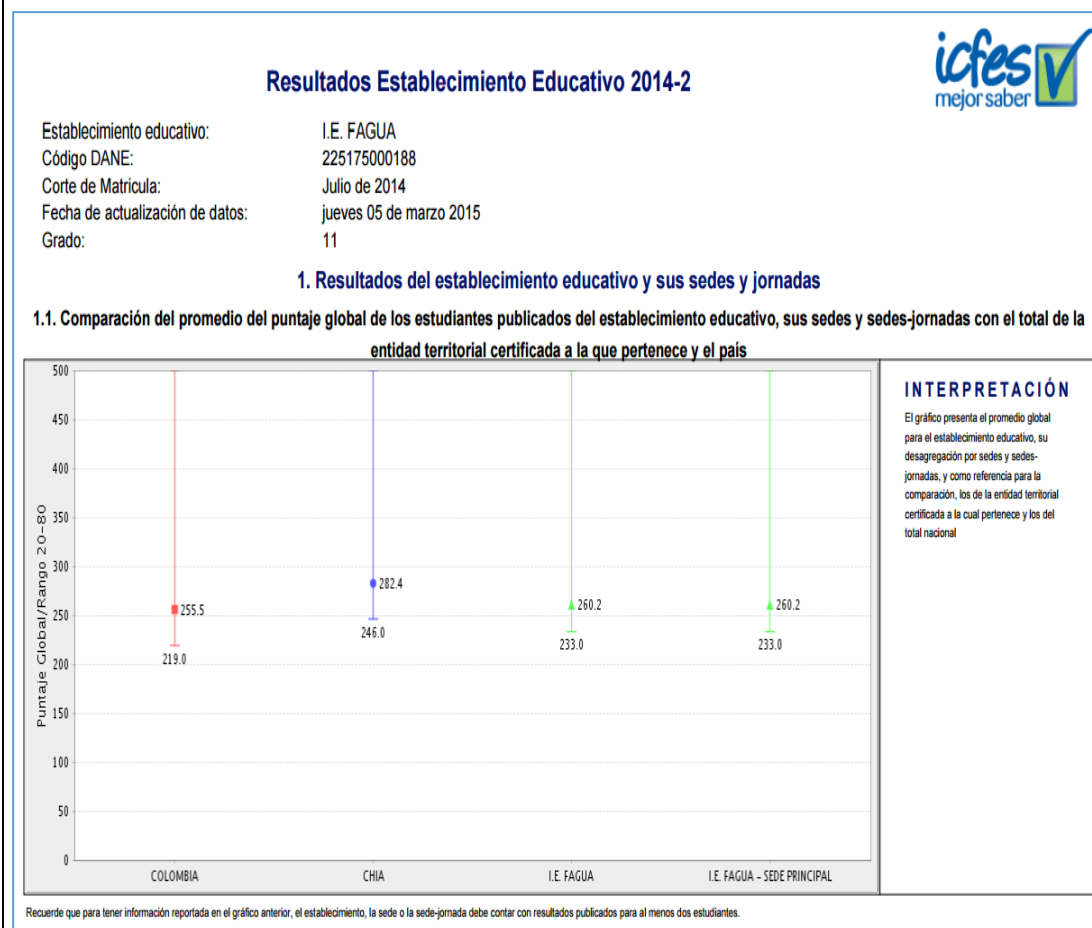 icfes
mejor saber
Resultados Establecimiento Educativo 2014-2
Establecimiento educativo: I.E. FAGUA
Código DANE: 225175000188
Corte de Matricula: Julio de 2014
Fecha de actualización de datos: jueves 05 de marzo 2015
Grado: 11
1. Resultados del establecimiento educativo y sus sedes y jornadas
1.1. Comparación del promedio del puntaje global de los estudiantes publicados del establecimiento educativo, sus sedes y sedes-jornadas con el total de la
entidad territorial certificada a la que pertenece y el país
Puntaje Global/Rango 20-80
500
450
400
350
300
250
200
150
100
50
0
255.5
219.0
282.4
246.0
260.2
233.0
260.2
233.0
COLOMBIA
CHIA
I.E. FAGUA
I.E. FAGUA - SEDE PRINCIPAL
INTERPRETACIÓN
El gráfico presenta el promedio global
para el establecimiento educativo, su
desagregación por sedes y sedes-
jornadas, y como referencia para la
comparación, los de la entidad territorial
certificada a la cual pertenece y los del
total nacional
Recuerde que para tener información reportada en el gráfico anterior, el establecimiento, la sede o la sede-jornada debe contar con resultados publicados para al menos dos estudiantes.